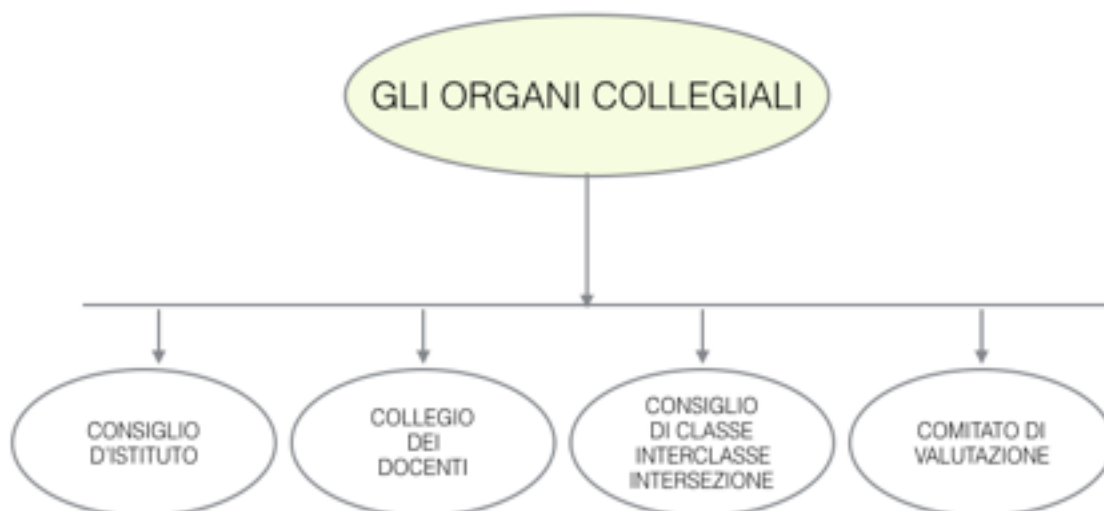 GLI ORGANI COLLEGIALI
CONSIGLIO
D'ISTITUTO
COLLEGIO
DEI
DOCENTI
CONSIGLIO
DI CLASSE
INTERCLASSE
INTERSEZIONE
COMITATO DI
VALUTAZIONE